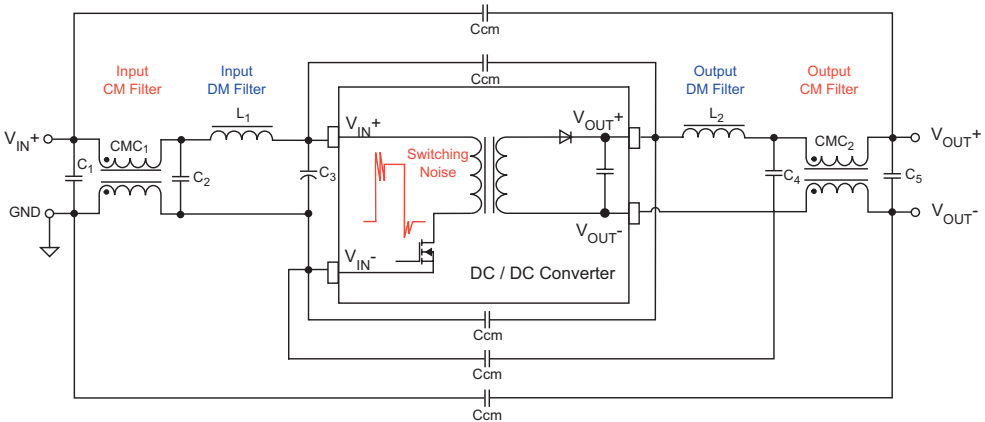 Ccm
Input
CM Filter
Input
DM Filter
Ccm
Output
DM Filter
Output
CM Filter
L1
L2
VIN+
CMC1
VIN+
VOUT+
CMC2
VOUT+
C1
C2
C3
Switching
Noise
C4
C5
GND
VOUT-
VOUT-
VIN-
DC / DC Converter
Ccm
Ccm
Ccm